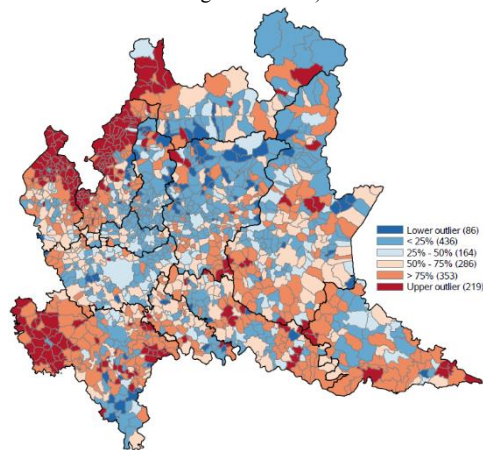 Lower outlier (86)
< 25% (436)
25% - 50% (164)
50% - 75% (286)
> 75% (353)
Upper outlier (219)